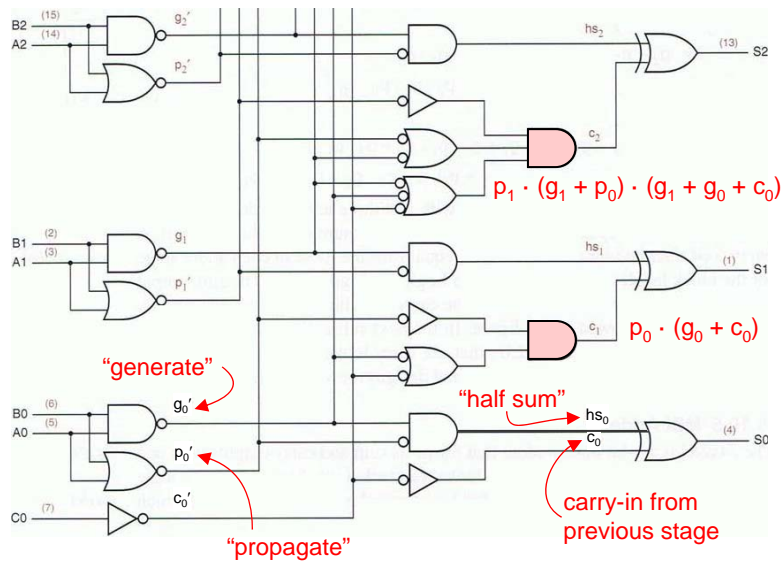 B2 (15) g2′ hs2 (13) S2
A2 (14)
p2′
c2
p1 · (g1 + p0) · (g1 + g0 + c0)
B1 (2) g1 hs1 (1) S1
A1 (3)
p1′
c1
p0 · (g0 + c0)
“generate”
“half sum”
B0 (6) g0′ hs0 (4) S0
A0 (5)
p0′ c0
c0′
C0 (7)
“propagate”
carry-in from
previous stage